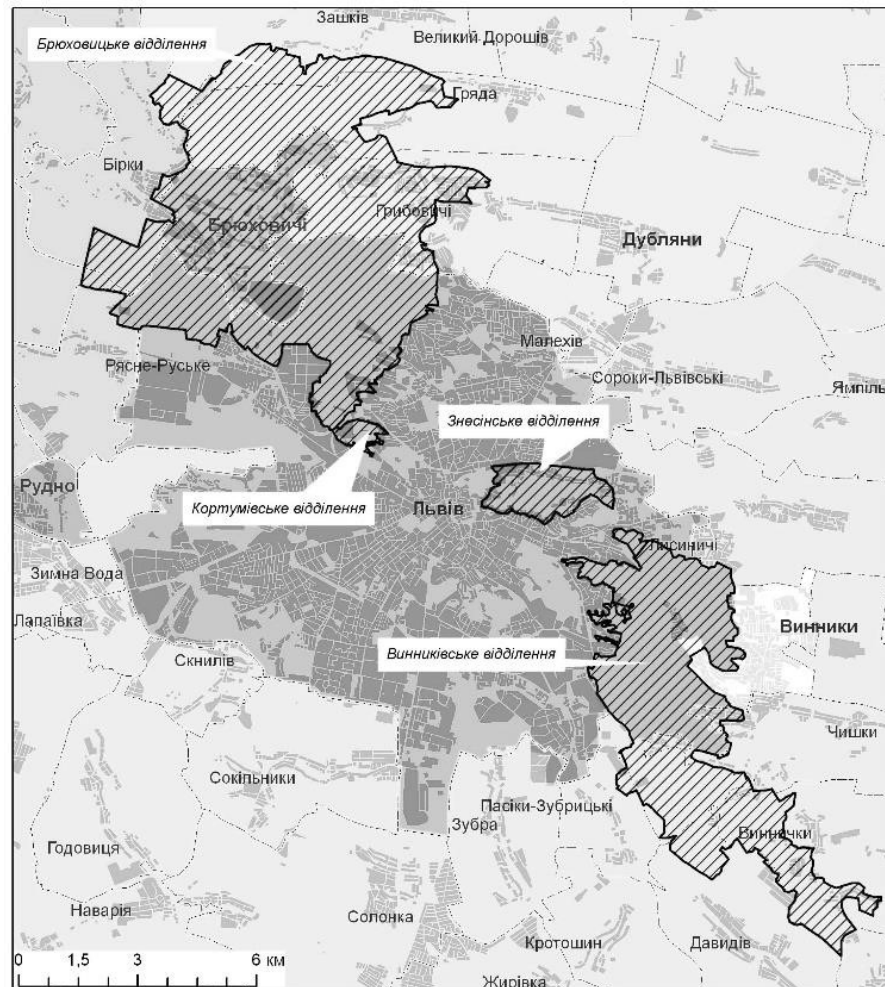 Зашків
Брюховицьке відділення
Великий Дорошів
Гряда
Бірки
Грибовичі
Брюховичі
Дубляни
Малехів
Рясне-Руське
Сороки-Львівські
Ямпіль
Знесінське відділення
Рудно
Кортумівське відділення
Львів
Лисиничі
Зимна Вода
Лапаївка
Винники
Скнилів
Винниківське відділення
Чишки
Сокільники
Пасіки-Зубрицькі
Зубра
Виннички
Годовиця
Наварія
Солонка
Кротошин
Давидів
0 1,5 3 6 км
Жирівка